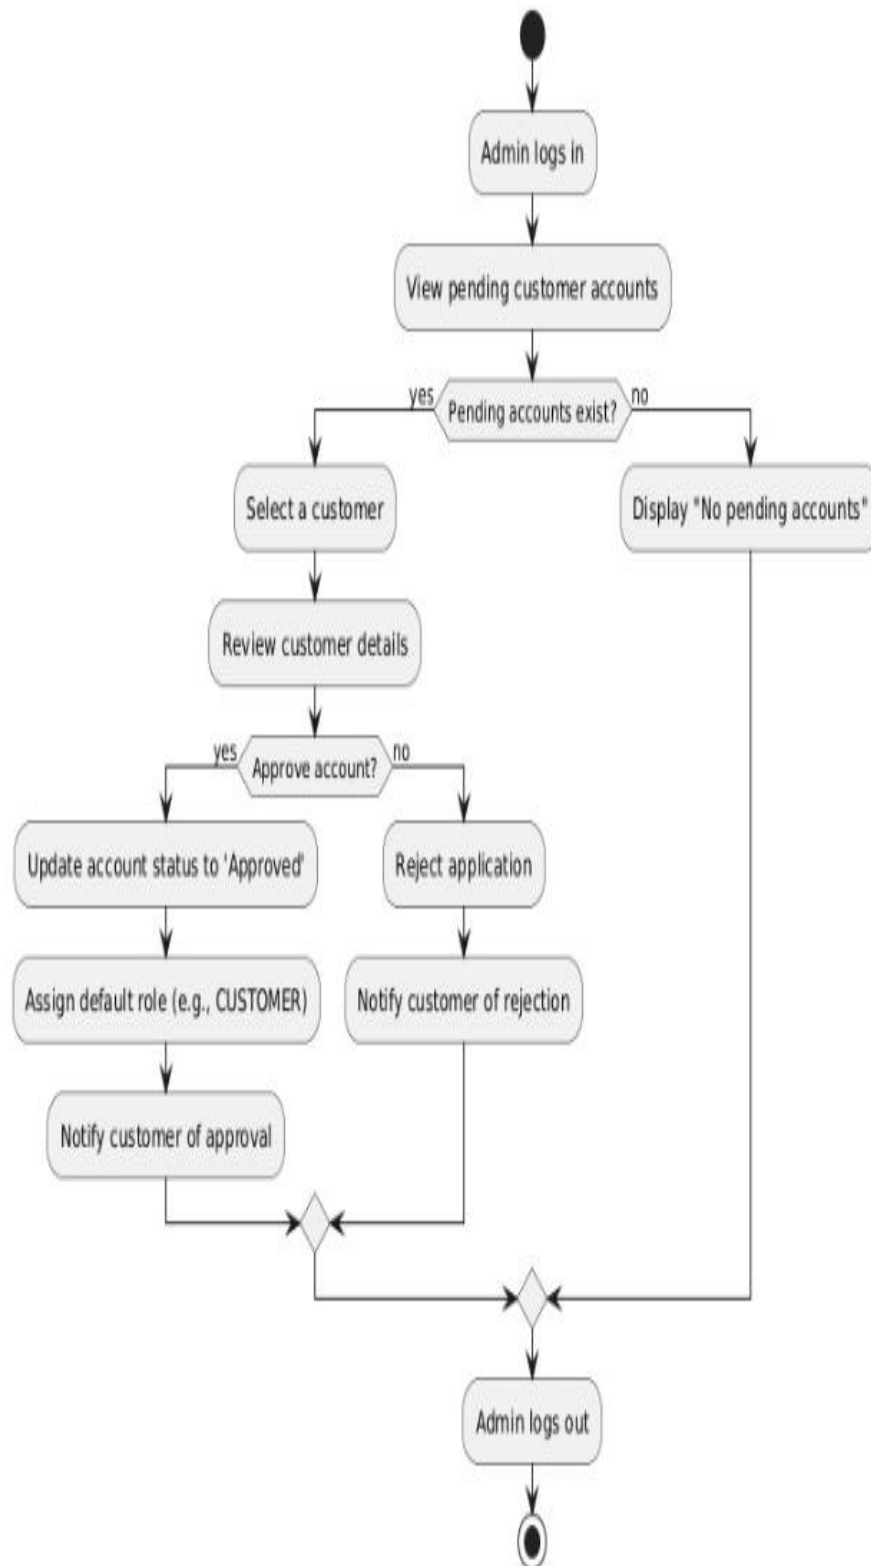 Admin logs in
View pending customer accounts
yes
Pending accounts exist?
no
Select a customer
Display "No pending accounts"
Review customer details
yes
Approve account?
no
Update account status to 'Approved'
Reject application
Assign default role (e.g., CUSTOMER)
Notify customer of rejection
Notify customer of approval
Admin logs out